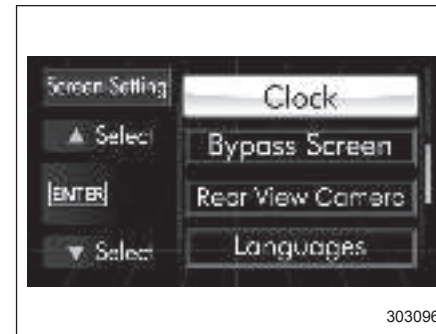 Screen Setting
Clock
▲ Select
Bypass Screen
ENTER
Rear View Camera
▼ Select
Languages
303096